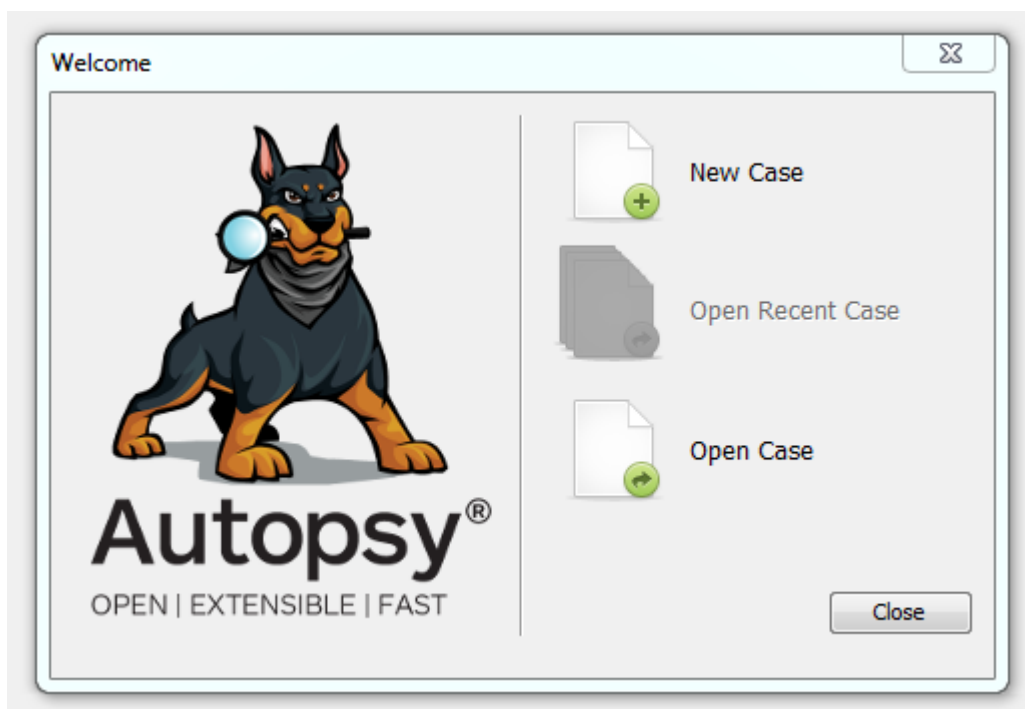 Welcome
New Case
Open Recent Case
Open Case
Autopsy®
OPEN | EXTENSIBLE | FAST
Close